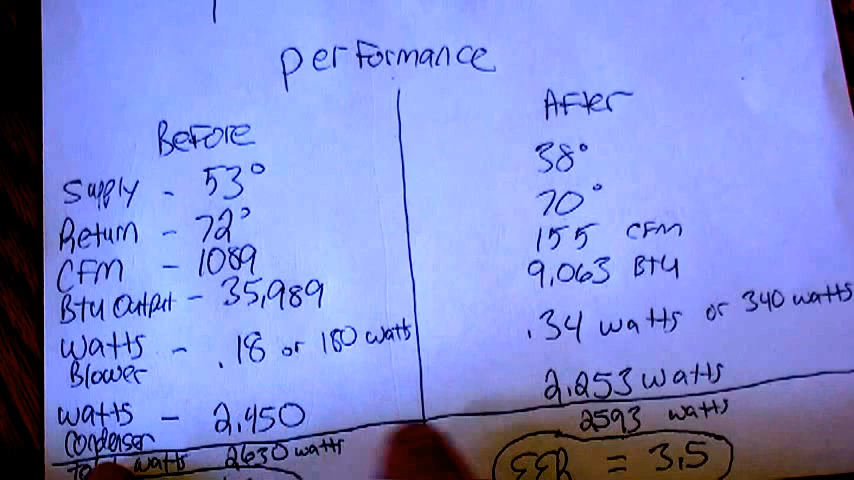 Performance
Before After
Supply - 53° 38°
Return - 72° 70°
CFM - 1089 155 CFM
Btu output - 35,989 9,063 Btu
Watts - .18 or 180 watts .34 watts or 340 watts
Blower
Watts - 2,450 2,253 watts
Condenser
watts 2630 watts 2593 watts
EER = 3.5